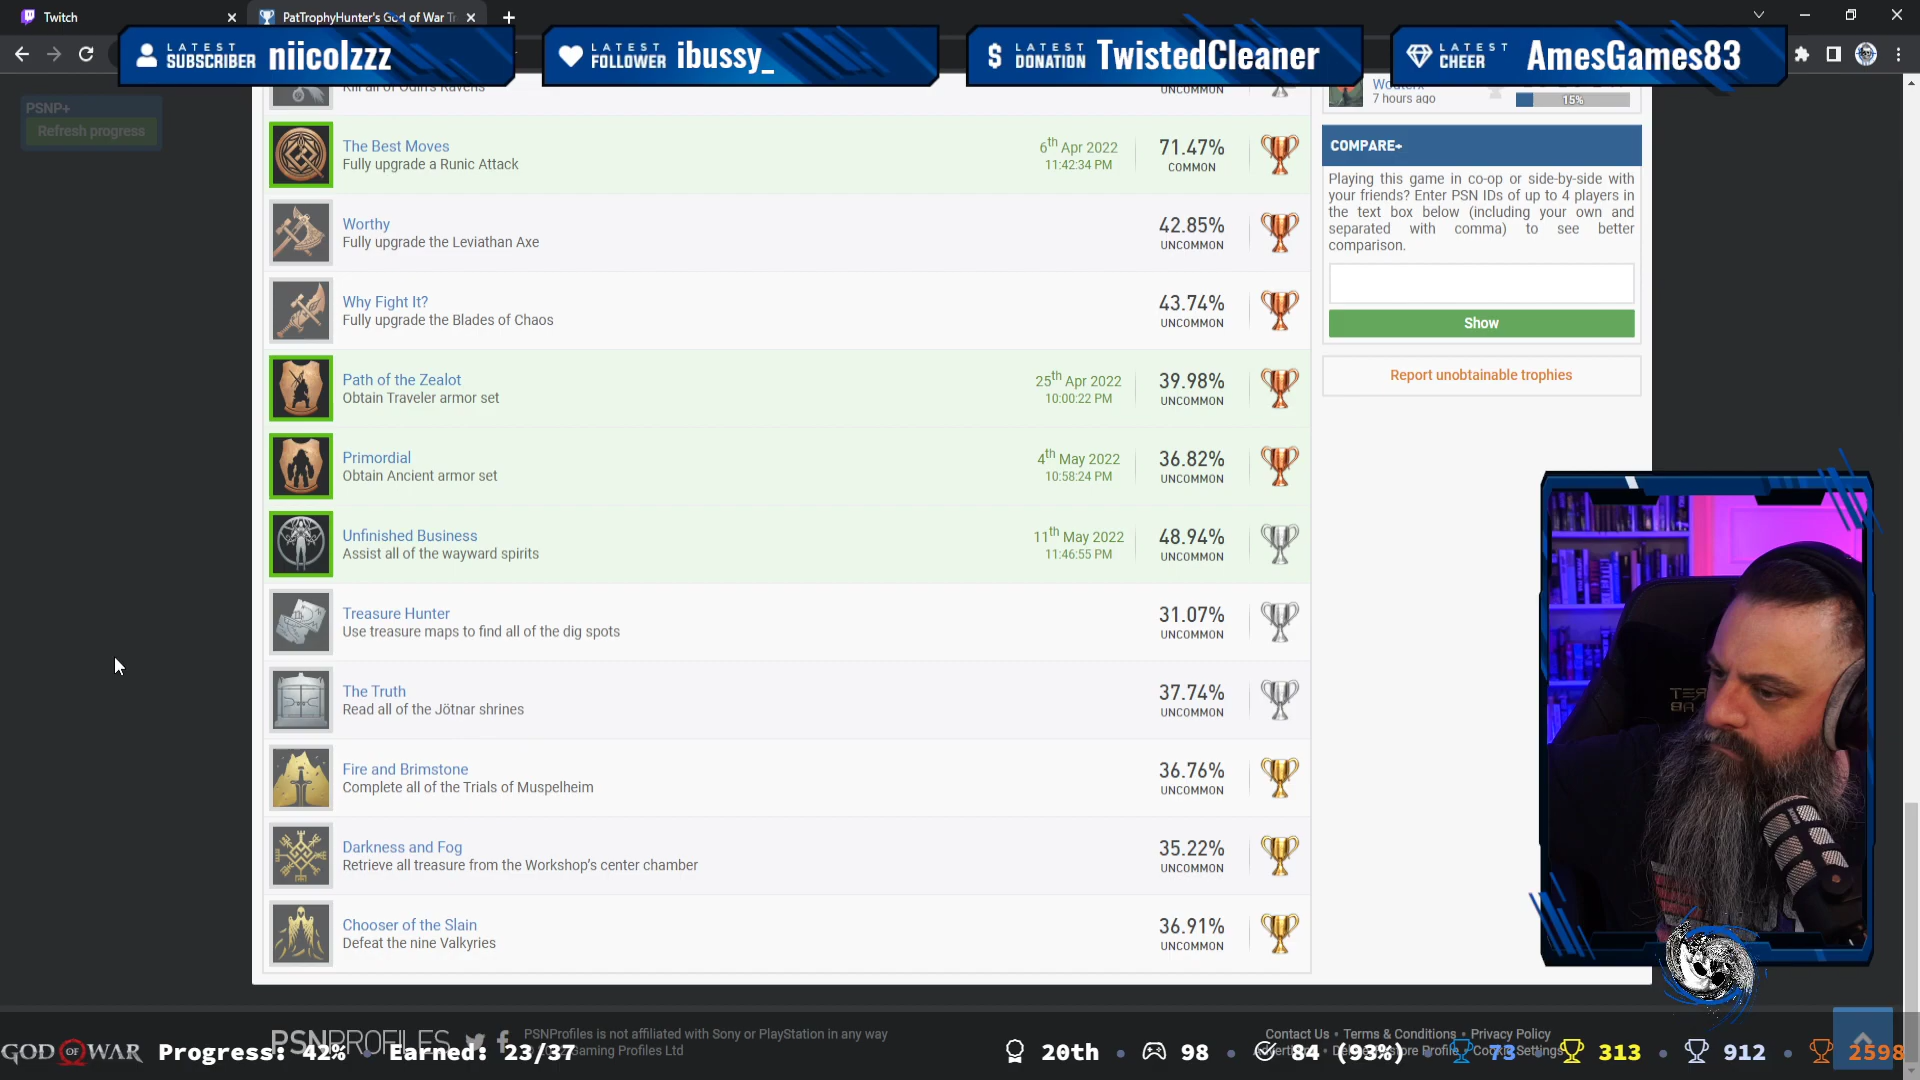 Twitch
PatTrophyHunter's God of War Tr
LATEST SUBSCRIBER niicolzzz
LATEST FOLLOWER ibussy_
LATEST DONATION TwistedCleaner
LATEST CHEER AmesGames83
PSNP+
Refresh progress
Kill all of Odin's Ravens
UNCOMMON
7 hours ago
15%
The Best Moves
Fully upgrade a Runic Attack
6th Apr 2022
11:42:34 PM
71.47%
COMMON
Worthy
Fully upgrade the Leviathan Axe
42.85%
UNCOMMON
Why Fight It?
Fully upgrade the Blades of Chaos
43.74%
UNCOMMON
Path of the Zealot
Obtain Traveler armor set
25th Apr 2022
10:00:22 PM
39.98%
UNCOMMON
Primordial
Obtain Ancient armor set
4th May 2022
10:58:24 PM
36.82%
UNCOMMON
Unfinished Business
Assist all of the wayward spirits
11th May 2022
11:46:55 PM
48.94%
UNCOMMON
Treasure Hunter
Use treasure maps to find all of the dig spots
31.07%
UNCOMMON
The Truth
Read all of the Jötnar shrines
37.74%
UNCOMMON
Fire and Brimstone
Complete all of the Trials of Muspelheim
36.76%
UNCOMMON
Darkness and Fog
Retrieve all treasure from the Workshop's center chamber
35.22%
UNCOMMON
Chooser of the Slain
Defeat the nine Valkyries
36.91%
UNCOMMON
COMPARE+
Playing this game in co-op or side-by-side with
your friends? Enter PSN IDs of up to 4 players in
the text box below (including your own and
separated with comma) to see better
comparison.
Show
Report unobtainable trophies
PSNPROFILES
PSNProfiles is not affiliated with Sony or PlayStation in any way
Gaming Profiles Ltd
Contact Us • Terms & Conditions • Privacy Policy
Cookie Settings
GOD OF WAR Progress: 42% • Earned: 23/37
20th • 98 • 84 (93%) • 73 • 313 • 912 • 2598